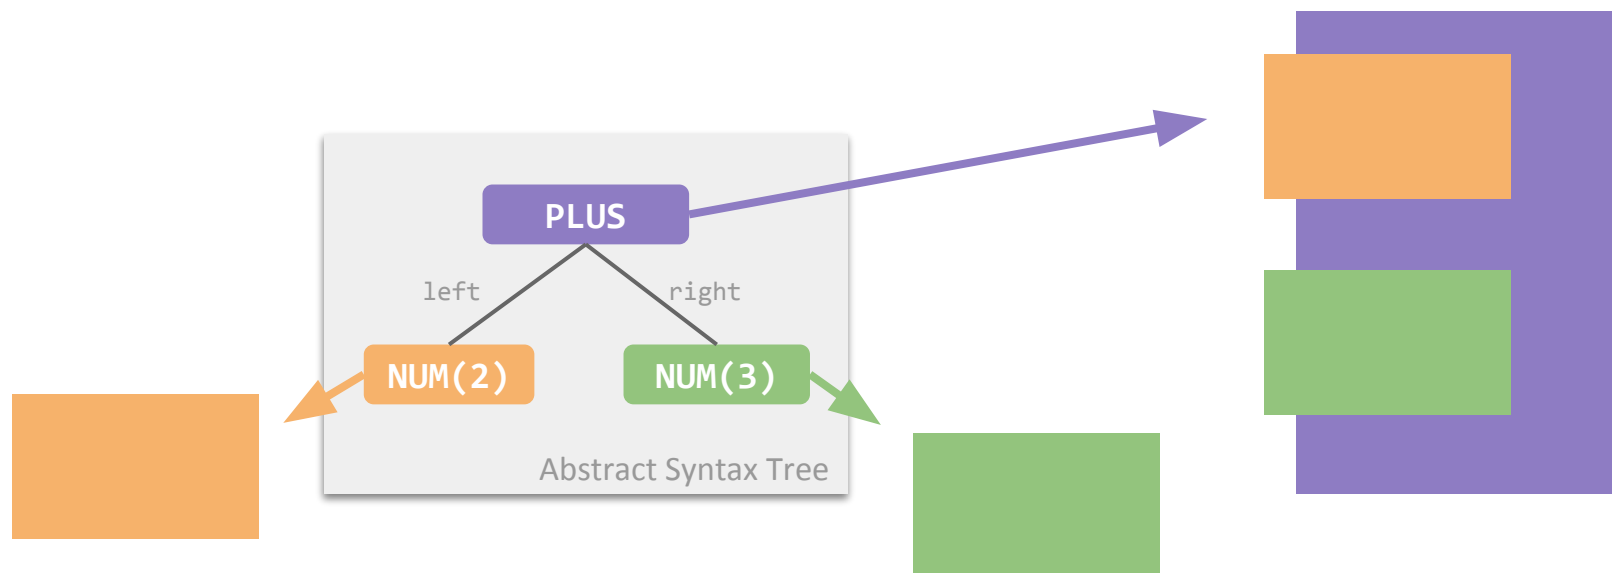 PLUS
left
right
NUM(2)
NUM(3)
Abstract Syntax Tree